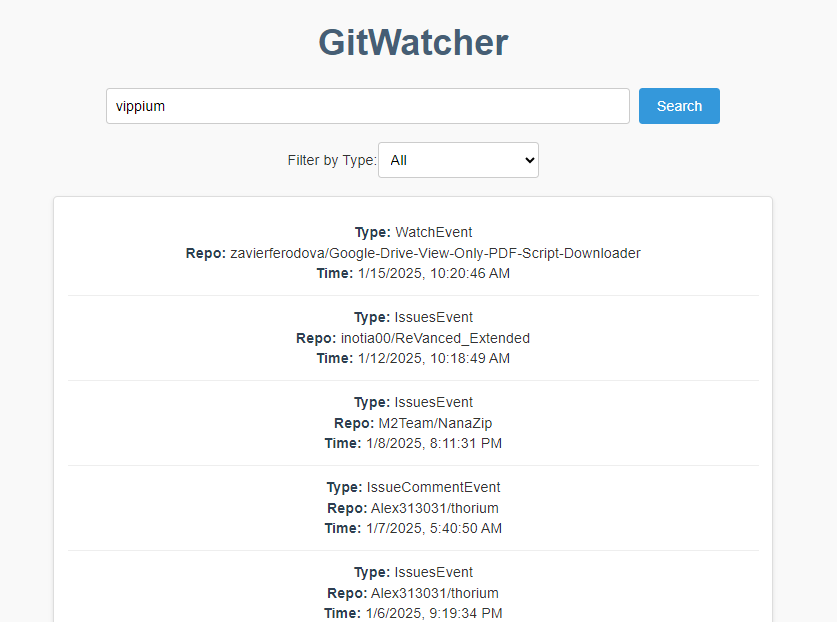 GitWatcher
vippium
Search
Filter by Type: All
Type: WatchEvent
Repo: zavierferodova/Google-Drive-View-Only-PDF-Script-Downloader
Time: 1/15/2025, 10:20:46 AM
Type: IssuesEvent
Repo: inotia00/ReVanced_Extended
Time: 1/12/2025, 10:18:49 AM
Type: IssuesEvent
Repo: M2Team/NanaZip
Time: 1/8/2025, 8:11:31 PM
Type: IssueCommentEvent
Repo: Alex313031/thorium
Time: 1/7/2025, 5:40:50 AM
Type: IssuesEvent
Repo: Alex313031/thorium
Time: 1/6/2025, 9:19:34 PM